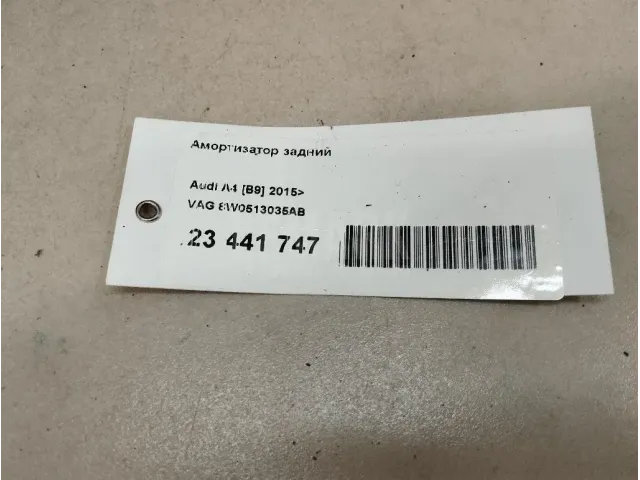 Амортизатор задний
Audi A4 [B9] 2015>
VAG 8W0513035AB
23 441 747